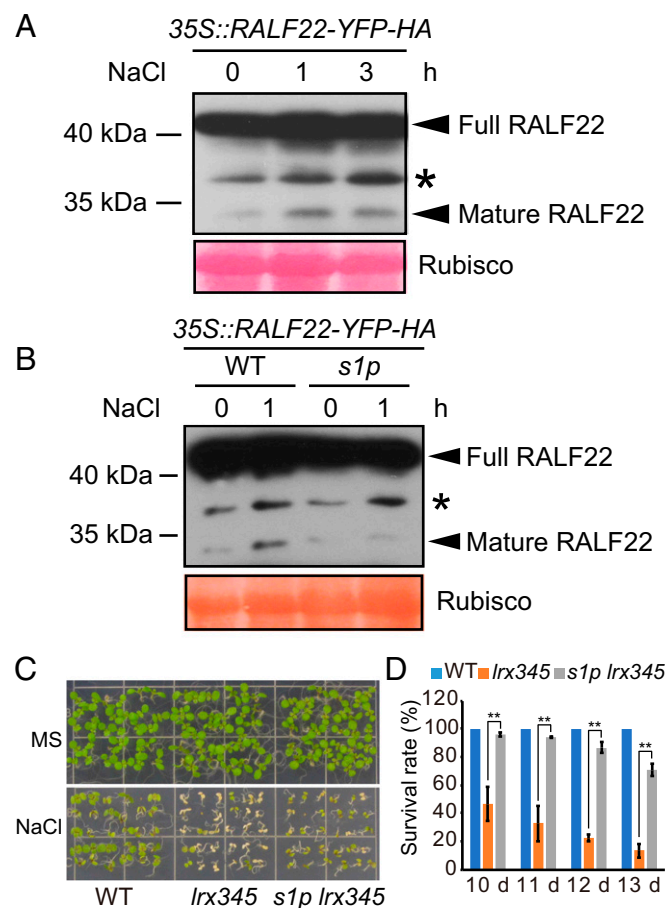 A
35S::RALF22-YFP-HA
NaCl 0 1 3 h
40 kDa
Full RALF22
*
35 kDa
Mature RALF22
Rubisco
B
35S::RALF22-YFP-HA
WT s1p
NaCl 0 1 0 1 h
Full RALF22
40 kDa
*
35 kDa
Mature RALF22
Rubisco
C
MS
NaCl
WT lrx345 s1p lrx345
D
WT lrx345 s1p lrx345
Survival rate (%)
100
80
60
40
20
0
** ** ** **
10 d 11 d 12 d 13 d